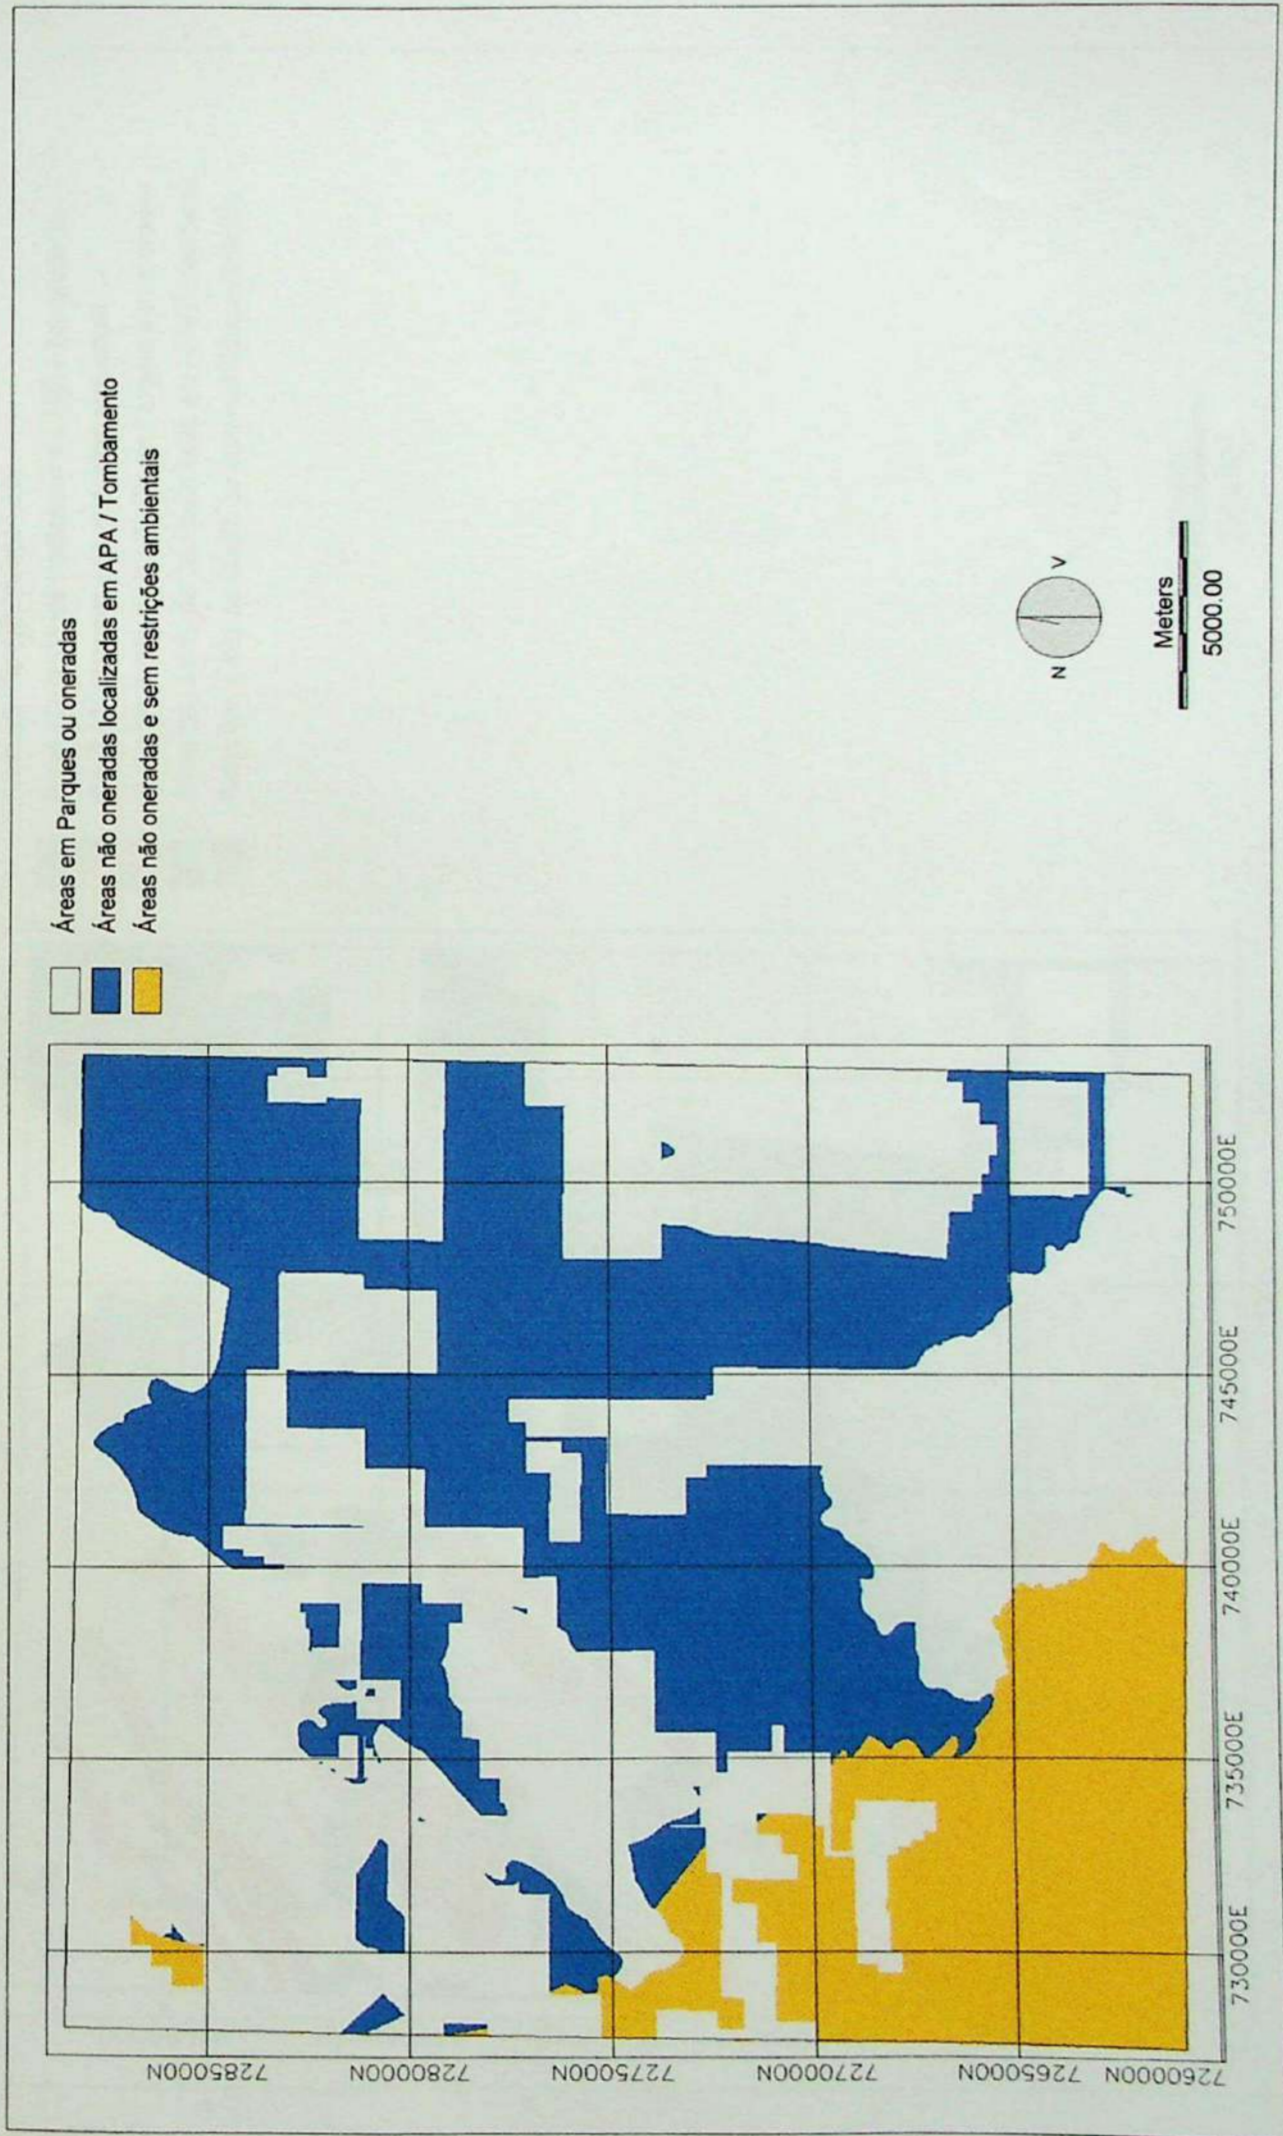 Áreas em Parques ou oneradas
Áreas não oneradas localizadas em APA / Tombamento
Áreas não oneradas e sem restrições ambientais
7285000N
7280000N
7275000N
7270000N
7265000N
7260000N
730000E
735000E
740000E
745000E
750000E
N
V
Meters
5000.00